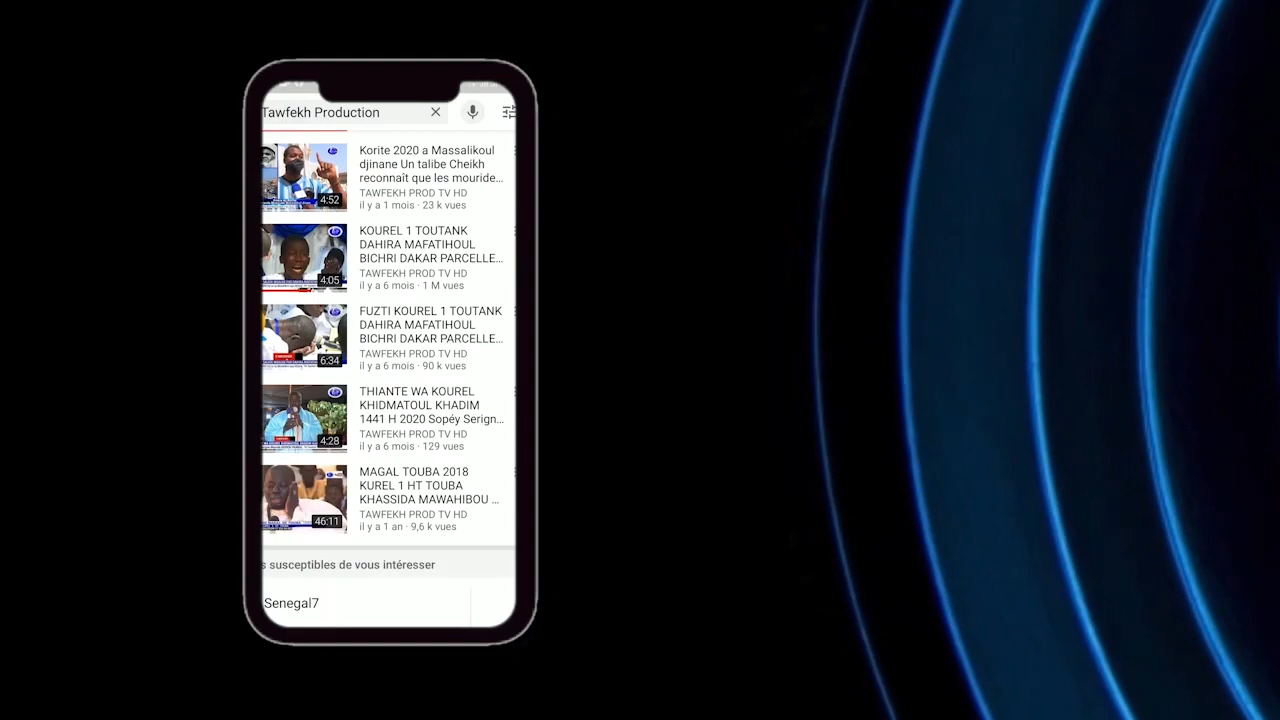 Tawfekh Production
Korite 2020 a Massalikoul
djinane Un talibe Cheikh
reconnaît que les mouride...
TAWFEKH PROD TV HD
il y a 1 mois · 23 k vues
4:52
KOUREL 1 TOUTANK
DAHIRA MAFATIHOUL
BICHRI DAKAR PARCELLE...
TAWFEKH PROD TV HD
il y a 6 mois · 1 M vues
4:05
FUZTI KOUREL 1 TOUTANK
DAHIRA MAFATIHOUL
BICHRI DAKAR PARCELLE...
TAWFEKH PROD TV HD
il y a 6 mois · 90 k vues
6:34
THIANTE WA KOUREL
KHIDMATOUL KHADIM
1441 H 2020 Sopéy Serign...
TAWFEKH PROD TV HD
il y a 6 mois · 129 vues
4:28
MAGAL TOUBA 2018
KUREL 1 HT TOUBA
KHASSIDA MAWAHIBOU ...
TAWFEKH PROD TV HD
il y a 1 an · 9,6 k vues
46:11
s susceptibles de vous intéresser
Senegal7